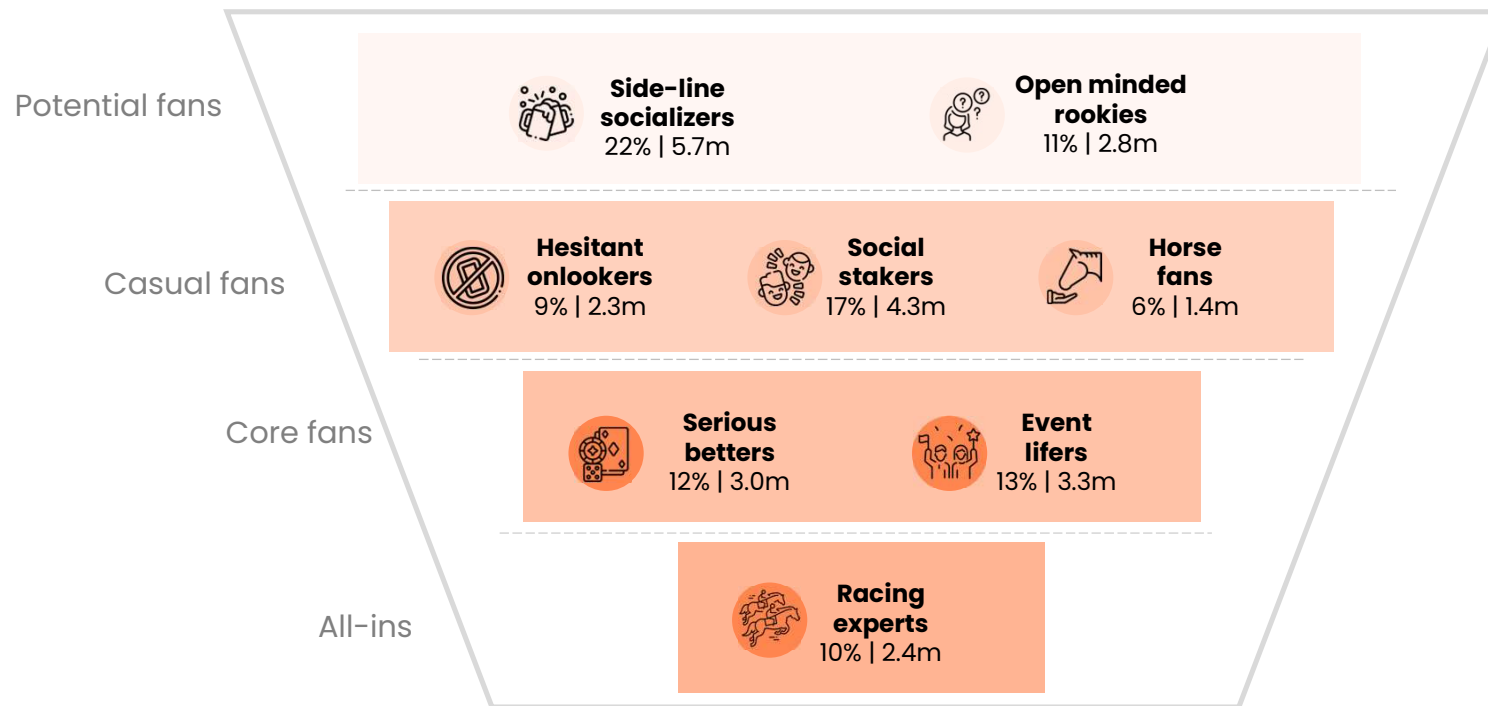 Potential fans
Side-line
socializers
22% | 5.7m
Open minded
rookies
11% | 2.8m
Casual fans
Hesitant
onlookers
9% | 2.3m
Social
stakers
17% | 4.3m
Horse
fans
6% | 1.4m
Core fans
Serious
betters
12% | 3.0m
Event
lifers
13% | 3.3m
All-ins
Racing
experts
10% | 2.4m